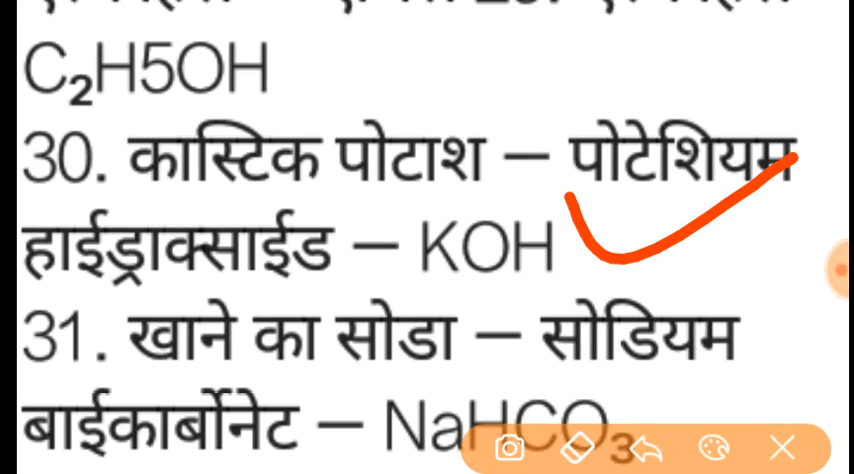 C₂H5OH
30. कास्टिक पोटाश – पोटेशियम
हाईड्राक्साईड – KOH
31. खाने का सोडा – सोडियम
बाईकार्बोनेट – NaHCO₃